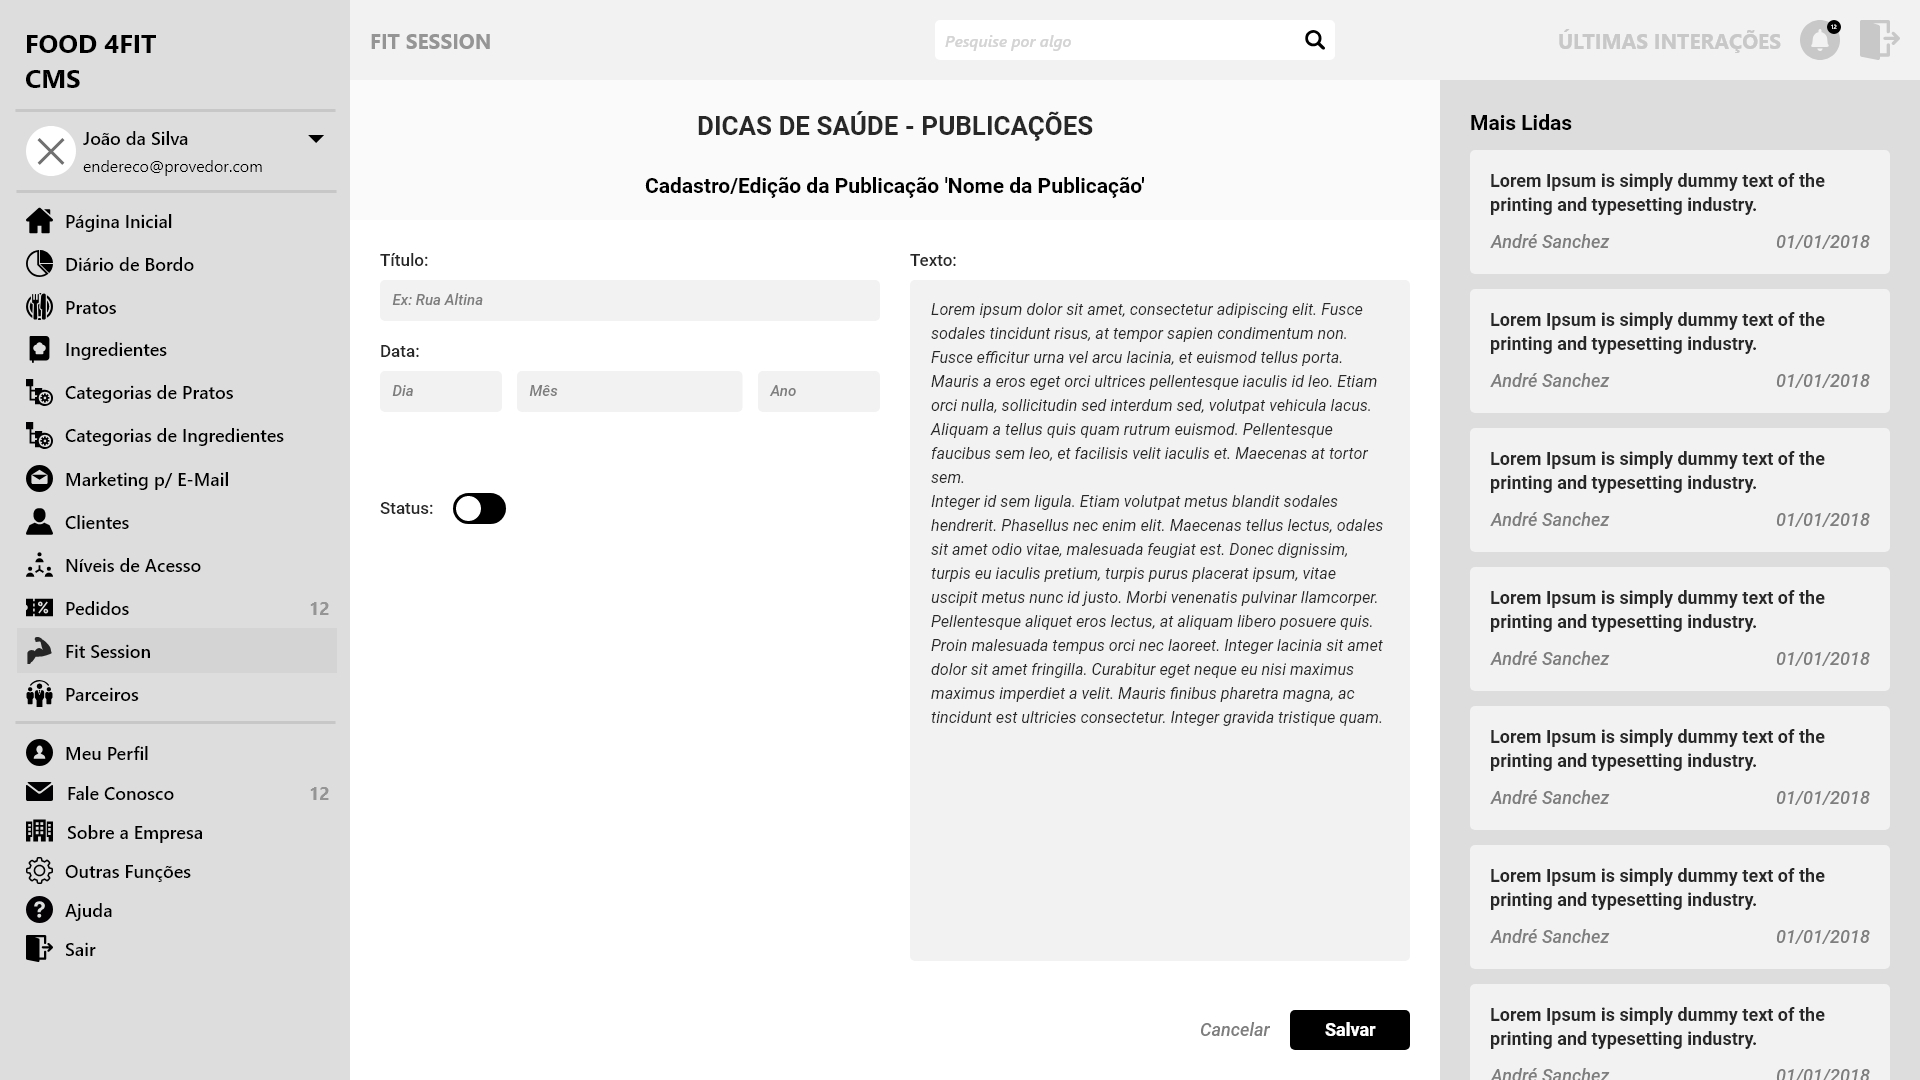 FOOD 4FIT
CMS
João da Silva
endereco@provedor.com
Página Inicial
Diário de Bordo
Pratos
Ingredientes
Categorias de Pratos
Categorias de Ingredientes
Marketing p/ E-Mail
Clientes
Níveis de Acesso
Pedidos 12
Fit Session
Parceiros
Meu Perfil
Fale Conosco 12
Sobre a Empresa
Outras Funções
Ajuda
Sair
FIT SESSION
Pesquise por algo
ÚLTIMAS INTERAÇÕES
12
DICAS DE SAÚDE - PUBLICAÇÕES
Cadastro/Edição da Publicação 'Nome da Publicação'
Título:
Ex: Rua Altina
Data:
Dia Mês Ano
Status:
Texto:
Lorem ipsum dolor sit amet, consectetur adipiscing elit. Fusce
sodales tincidunt risus, at tempor sapien condimentum non.
Fusce efficitur urna vel arcu lacinia, et euismod tellus porta.
Mauris a eros eget orci ultrices pellentesque iaculis id leo. Etiam
orci nulla, sollicitudin sed interdum sed, volutpat vehicula lacus.
Aliquam a tellus quis quam rutrum euismod. Pellentesque
faucibus sem leo, et facilisis velit iaculis et. Maecenas at tortor
sem.
Integer id sem ligula. Etiam volutpat metus blandit sodales
hendrerit. Phasellus nec enim elit. Maecenas tellus lectus, odales
sit amet odio vitae, malesuada feugiat est. Donec dignissim,
turpis eu iaculis pretium, turpis purus placerat ipsum, vitae
uscipit metus nunc id justo. Morbi venenatis pulvinar llamcorper.
Pellentesque aliquet eros lectus, at aliquam libero posuere quis.
Proin malesuada tempus orci nec laoreet. Integer lacinia sit amet
dolor sit amet fringilla. Curabitur eget neque eu nisi maximus
maximus imperdiet a velit. Mauris finibus pharetra magna, ac
tincidunt est ultricies consectetur. Integer gravida tristique quam.
Cancelar Salvar
Mais Lidas
Lorem Ipsum is simply dummy text of the
printing and typesetting industry.
André Sanchez 01/01/2018
Lorem Ipsum is simply dummy text of the
printing and typesetting industry.
André Sanchez 01/01/2018
Lorem Ipsum is simply dummy text of the
printing and typesetting industry.
André Sanchez 01/01/2018
Lorem Ipsum is simply dummy text of the
printing and typesetting industry.
André Sanchez 01/01/2018
Lorem Ipsum is simply dummy text of the
printing and typesetting industry.
André Sanchez 01/01/2018
Lorem Ipsum is simply dummy text of the
printing and typesetting industry.
André Sanchez 01/01/2018
Lorem Ipsum is simply dummy text of the
printing and typesetting industry.
André Sanchez 01/01/2018